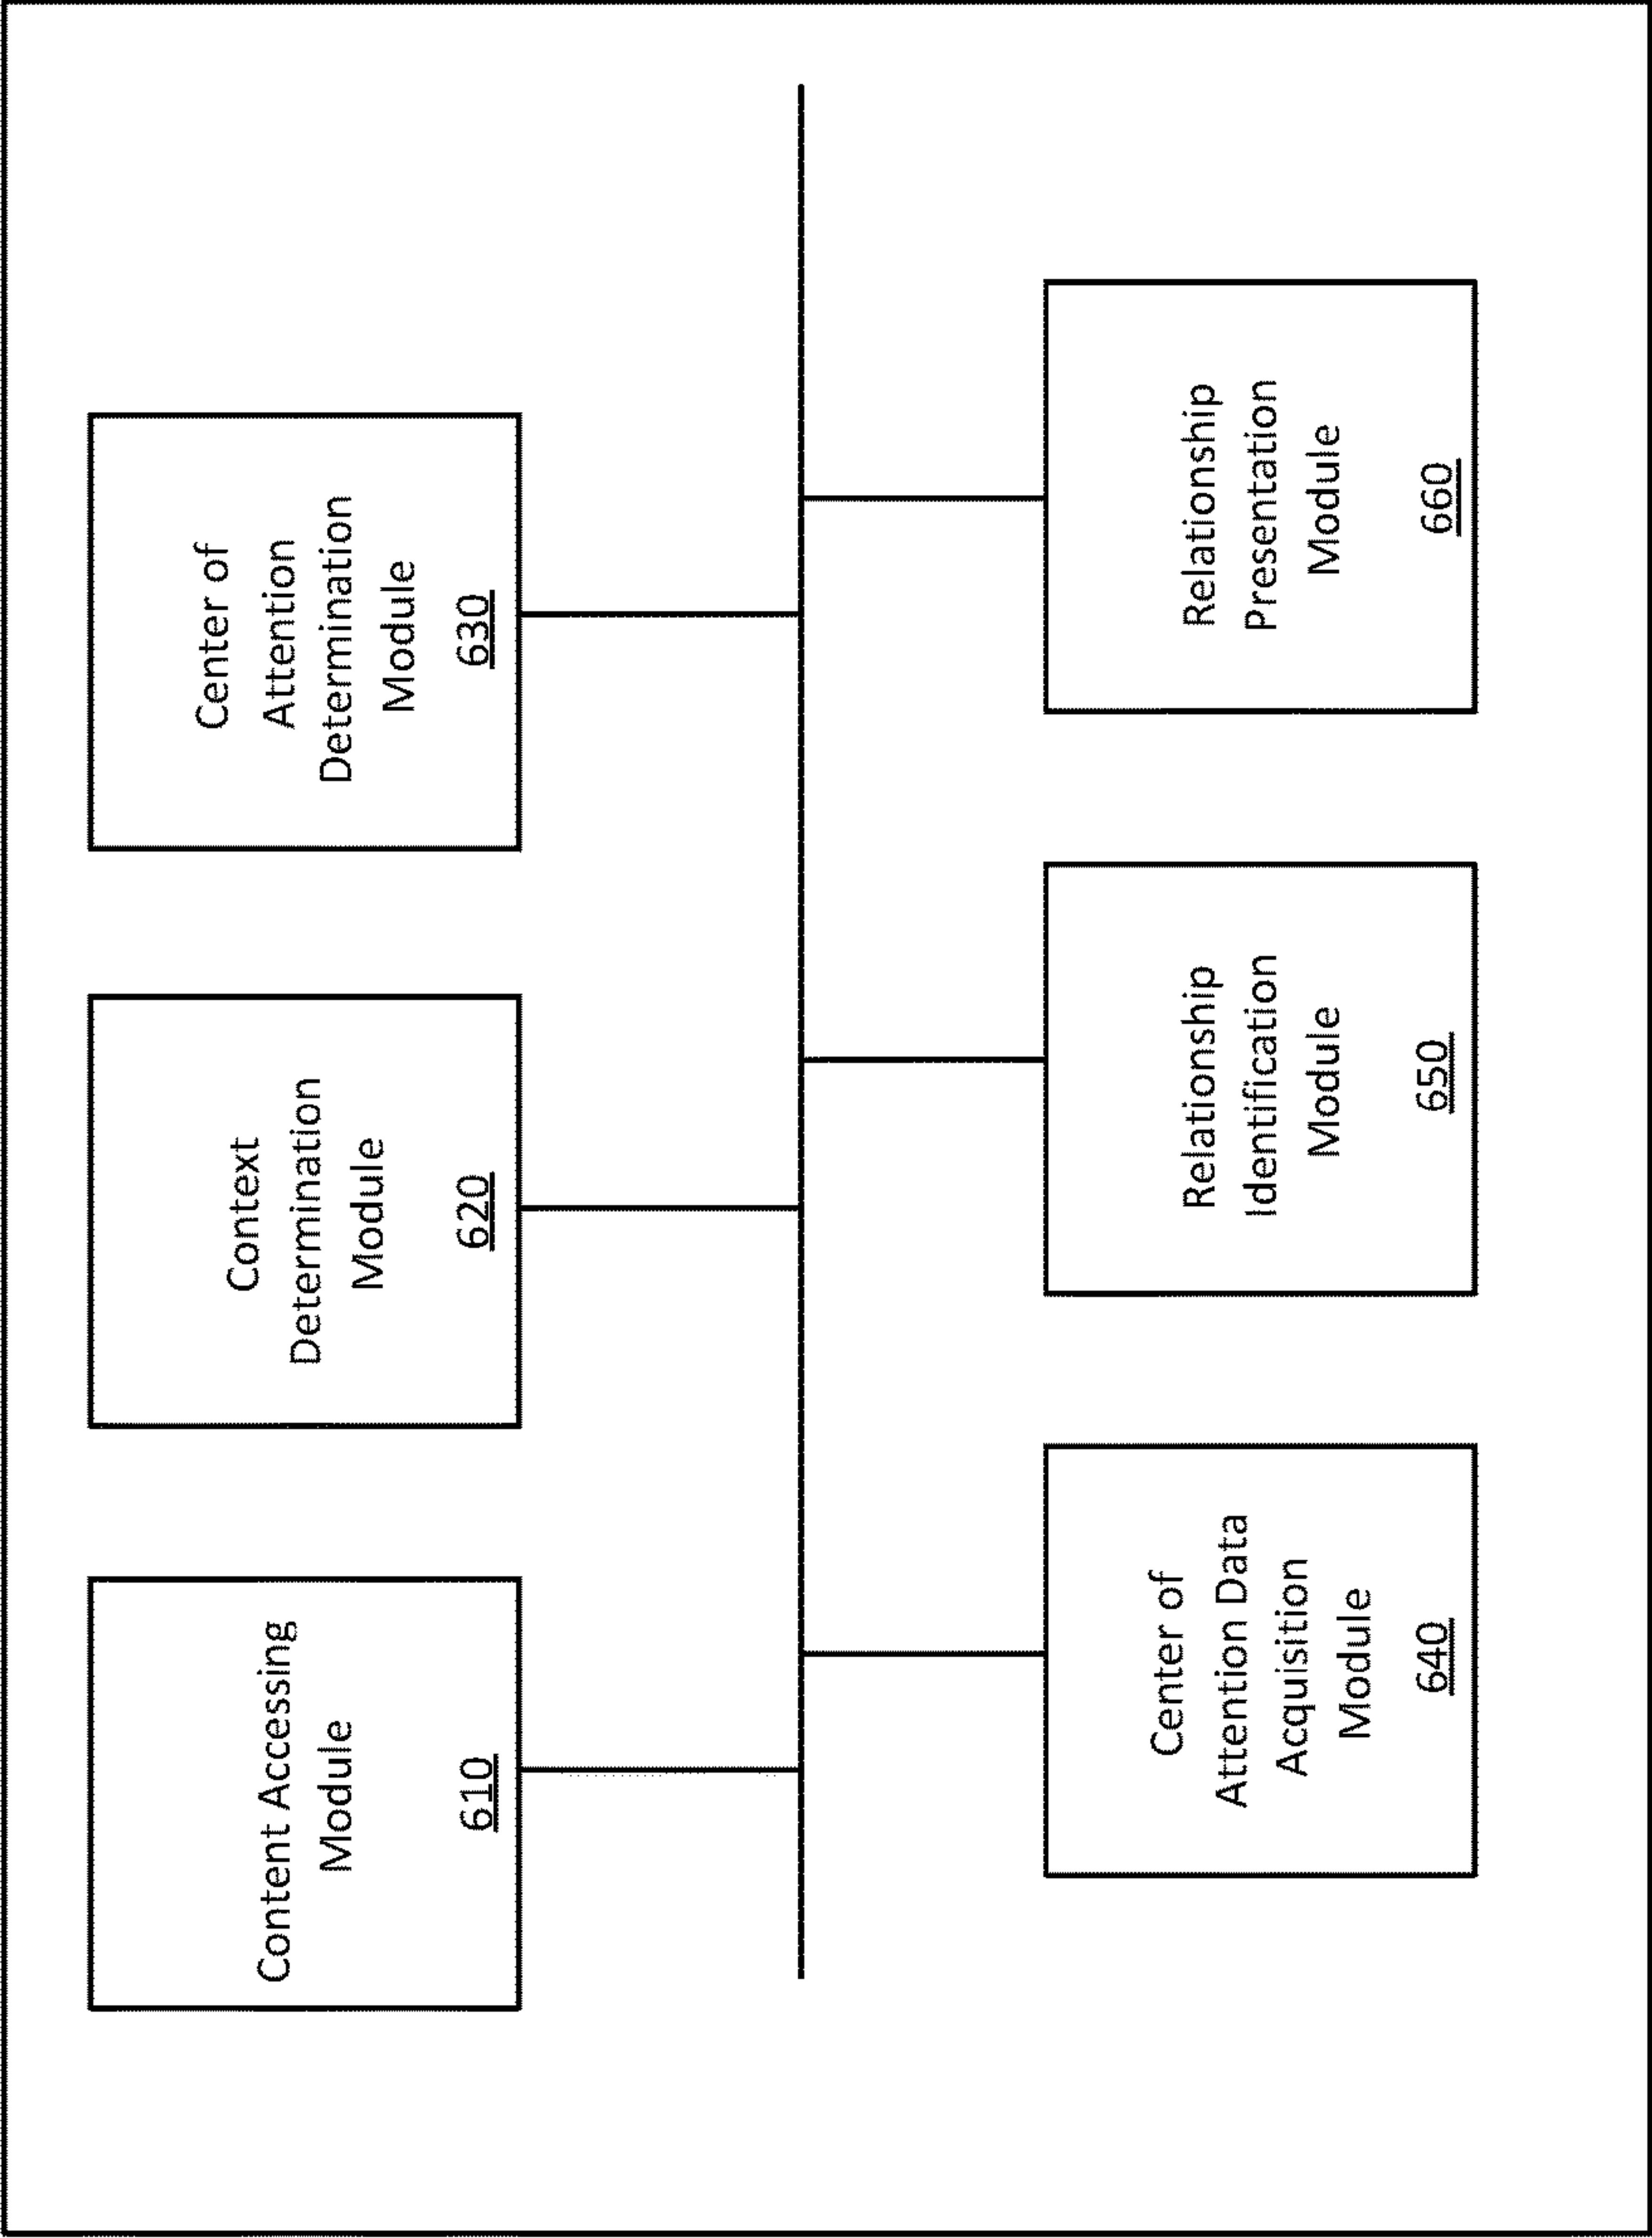 Content Accessing
Module
610
Context
Determination
Module
620
Center of
Attention
Determination
Module
630
Center of
Attention Data
Acquisition
Module
640
Relationship
Identification
Module
650
Relationship
Presentation
Module
660